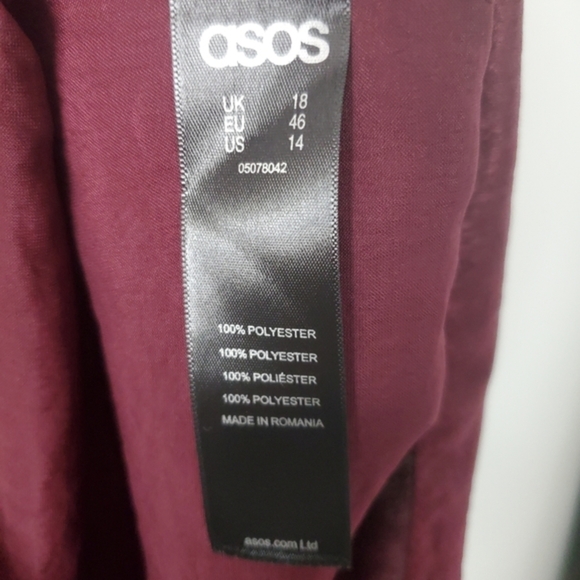 asos
UK 18
EU 46
US 14
05078042
100% POLYESTER
100% POLYESTER
100% POLIÉSTER
100% POLYESTER
MADE IN ROMANIA
asos.com Ltd